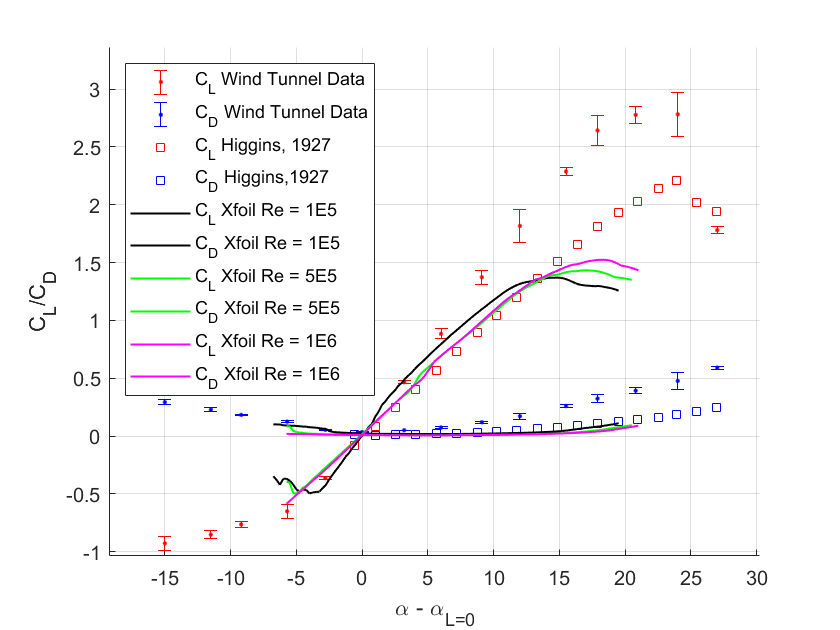 C_L Wind Tunnel Data
C_D Wind Tunnel Data
C_L Higgins, 1927
C_D Higgins,1927
C_L Xfoil Re = 1E5
C_D Xfoil Re = 1E5
C_L Xfoil Re = 5E5
C_D Xfoil Re = 5E5
C_L Xfoil Re = 1E6
C_D Xfoil Re = 1E6
C_L/C_D
3
2.5
2
1.5
1
0.5
0
-0.5
-1
-15 -10 -5 0 5 10 15 20 25 30
α - α_L=0